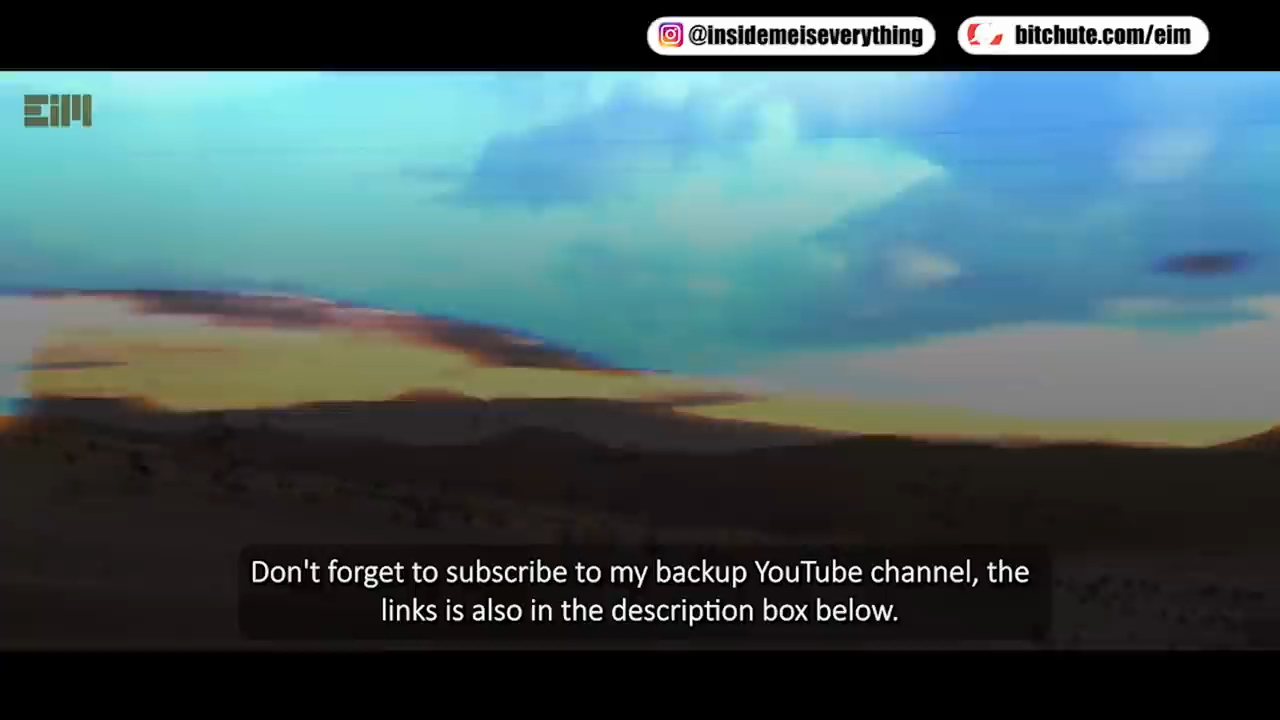 @insidemeiseverything
bitchute.com/eim
EiM
Don't forget to subscribe to my backup YouTube channel, the
links is also in the description box below.